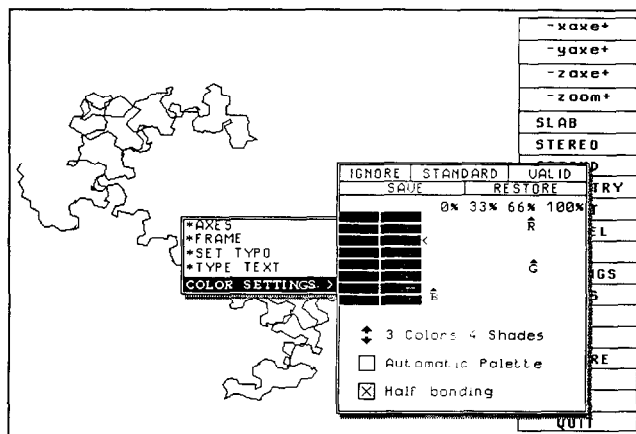 -xaxe+
-yaxe+
-zaxe+
-zoom+
SLAB
STEREO
IGNORE STANDARD VALID
SAVE RESTORE
0% 33% 66% 100%
R
<
G
B
*AXES
*FRAME
*SET TYPO
*TYPE TEXT
COLOR SETTINGS >
3 Colors 4 Shades
Automatic Palette
Half bonding
TRY
T
EL
NGS
S
RE
QUIT